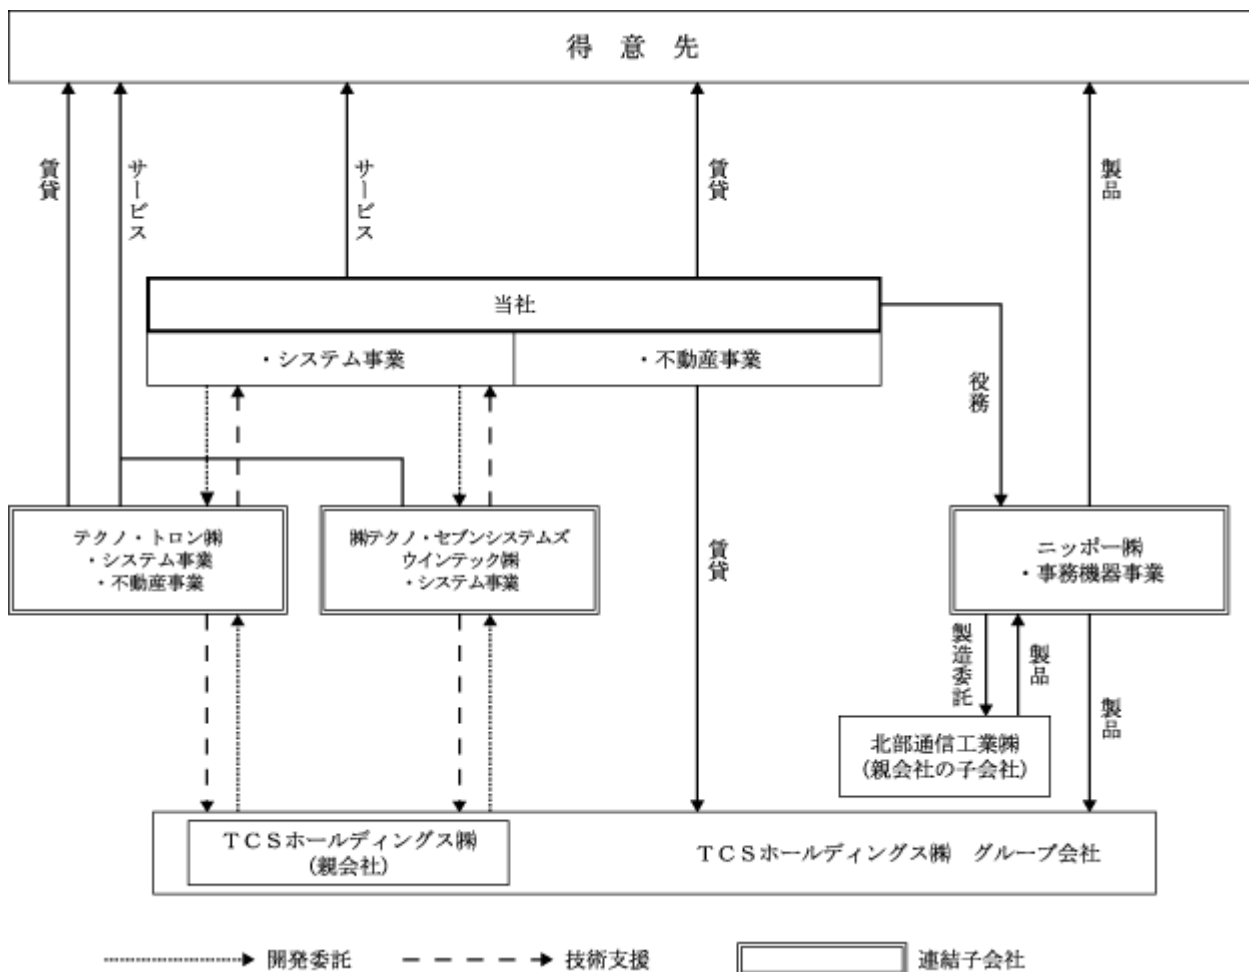 得 意 先
賃貸
サービス
サービス
賃貸
製品
当社
・システム事業
・不動産事業
役務
テクノ・トロン㈱
・システム事業
・不動産事業
㈱テクノ・セブンシステムズ
ウインテック㈱
・システム事業
賃貸
ニッポー㈱
・事務機器事業
製造委託
製品
製品
北部通信工業㈱
(親会社の子会社)
ＴＣＳホールディングス㈱
(親会社)
ＴＣＳホールディングス㈱ グループ会社
開発委託
技術支援
連結子会社